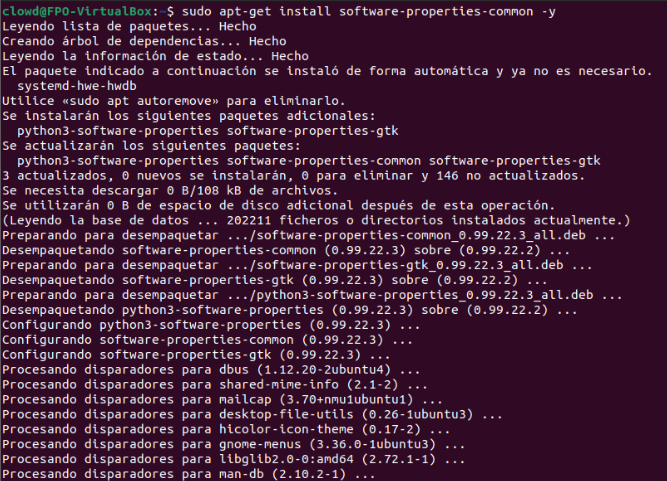 clowd@FPO-VirtualBox:~$ sudo apt-get install software-properties-common -y
Leyendo lista de paquetes... Hecho
Creando árbol de dependencias... Hecho
Leyendo la información de estado... Hecho
El paquete indicado a continuación se instaló de forma automática y ya no es necesario.
  systemd-hwe-hwdb
Utilice «sudo apt autoremove» para eliminarlo.
Se instalarán los siguientes paquetes adicionales:
  python3-software-properties software-properties-gtk
Se actualizarán los siguientes paquetes:
  python3-software-properties software-properties-common software-properties-gtk
3 actualizados, 0 nuevos se instalarán, 0 para eliminar y 146 no actualizados.
Se necesita descargar 0 B/108 kB de archivos.
Se utilizarán 0 B de espacio de disco adicional después de esta operación.
(Leyendo la base de datos ... 202211 ficheros o directorios instalados actualmente.)
Preparando para desempaquetar .../software-properties-common_0.99.22.3_all.deb ...
Desempaquetando software-properties-common (0.99.22.3) sobre (0.99.22.2) ...
Preparando para desempaquetar .../software-properties-gtk_0.99.22.3_all.deb ...
Desempaquetando software-properties-gtk (0.99.22.3) sobre (0.99.22.2) ...
Preparando para desempaquetar .../python3-software-properties_0.99.22.3_all.deb ...
Desempaquetando python3-software-properties (0.99.22.3) sobre (0.99.22.2) ...
Configurando python3-software-properties (0.99.22.3) ...
Configurando software-properties-common (0.99.22.3) ...
Configurando software-properties-gtk (0.99.22.3) ...
Procesando disparadores para dbus (1.12.20-2ubuntu4) ...
Procesando disparadores para shared-mime-info (2.1-2) ...
Procesando disparadores para mailcap (3.70+nmu1ubuntu1) ...
Procesando disparadores para desktop-file-utils (0.26-1ubuntu3) ...
Procesando disparadores para hicolor-icon-theme (0.17-2) ...
Procesando disparadores para gnome-menus (3.36.0-1ubuntu3) ...
Procesando disparadores para libglib2.0-0:amd64 (2.72.1-1) ...
Procesando disparadores para man-db (2.10.2-1) ...